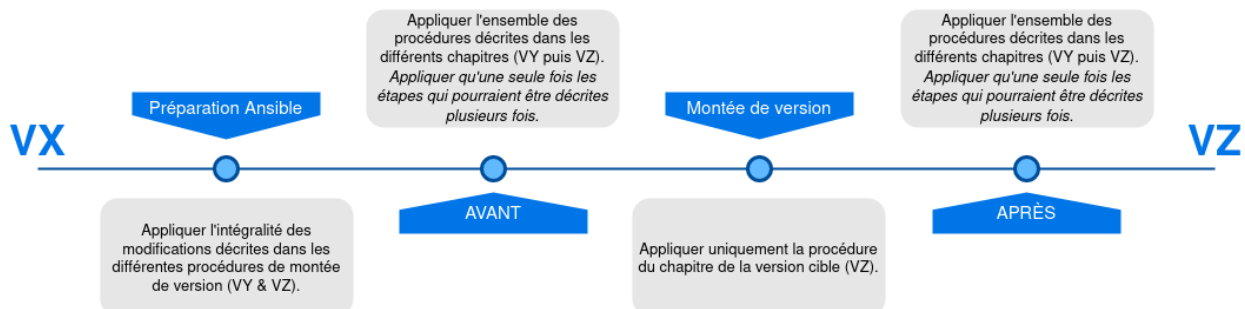 VX
Préparation Ansible
Appliquer l'intégralité des
modifications décrites dans les
différentes procédures de montée
de version (VY & VZ).
Appliquer l'ensemble des
procédures décrites dans les
différents chapitres (VY puis VZ).
Appliquer qu'une seule fois les
étapes qui pourraient être décrites
plusieurs fois.
AVANT
Montée de version
Appliquer uniquement la procédure
du chapitre de la version cible (VZ).
Appliquer l'ensemble des
procédures décrites dans les
différents chapitres (VY puis VZ).
Appliquer qu'une seule fois les
étapes qui pourraient être décrites
plusieurs fois.
APRÈS
VZ